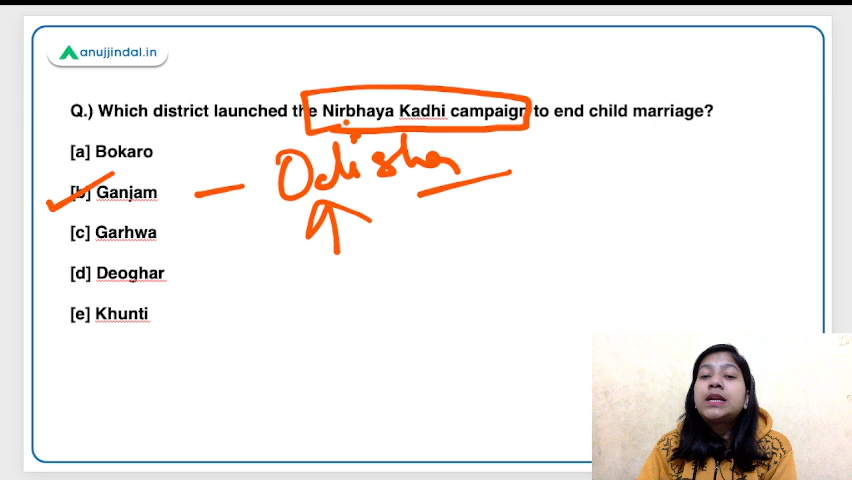 anujjindal.in
Q.) Which district launched the Nirbhaya Kadhi campaign to end child marriage?
[a] Bokaro
[b] Ganjam - Odisha
[c] Garhwa
[d] Deoghar
[e] Khunti